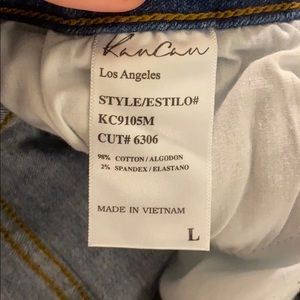 KanCan
Los Angeles
STYLE/ESTILO#
KC9105M
CUT# 6306
98% COTTON / ALGODON
2% SPANDEX / ELASTANO
MADE IN VIETNAM
L